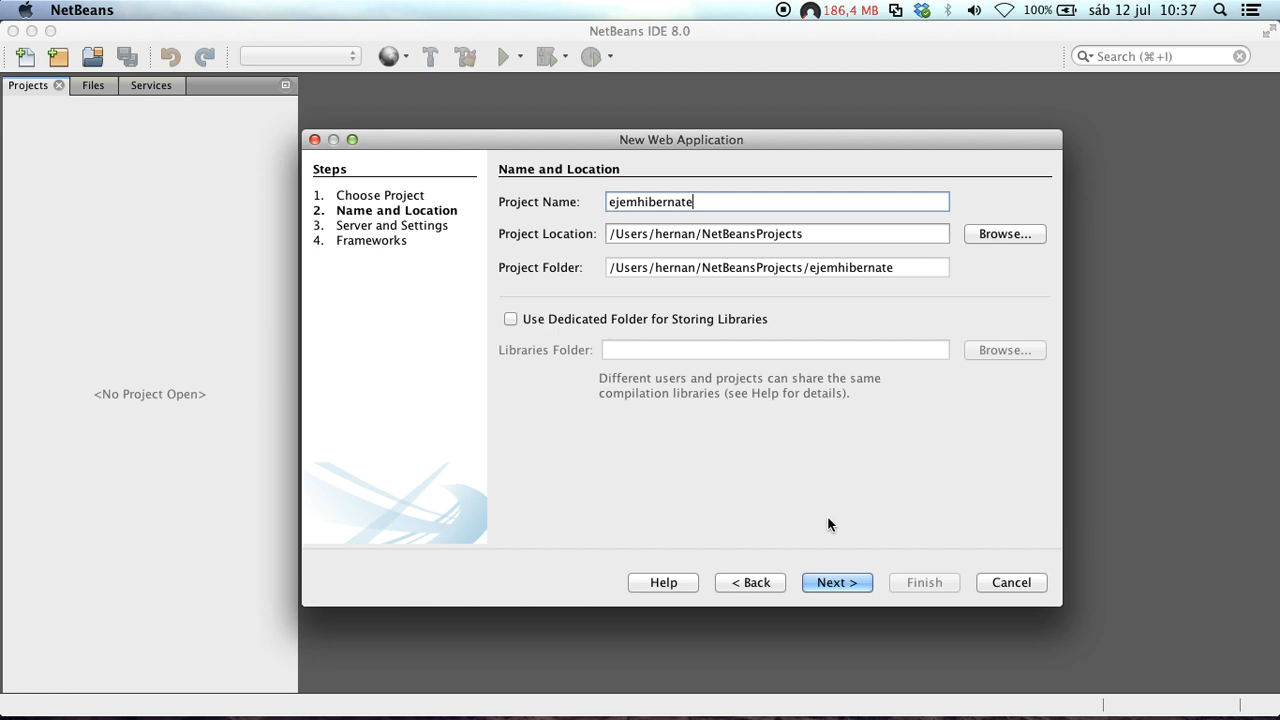 NetBeans
186,4 MB
100%
sáb 12 jul 10:37
NetBeans IDE 8.0
Search (⌘+I)
Projects
Files
Services
<No Project Open>
New Web Application
Steps
1. Choose Project
2. Name and Location
3. Server and Settings
4. Frameworks
Name and Location
Project Name: ejemhibernate
Project Location: /Users/hernan/NetBeansProjects
Browse...
Project Folder: /Users/hernan/NetBeansProjects/ejemhibernate
Use Dedicated Folder for Storing Libraries
Libraries Folder:
Browse...
Different users and projects can share the same
compilation libraries (see Help for details).
Help
< Back
Next >
Finish
Cancel